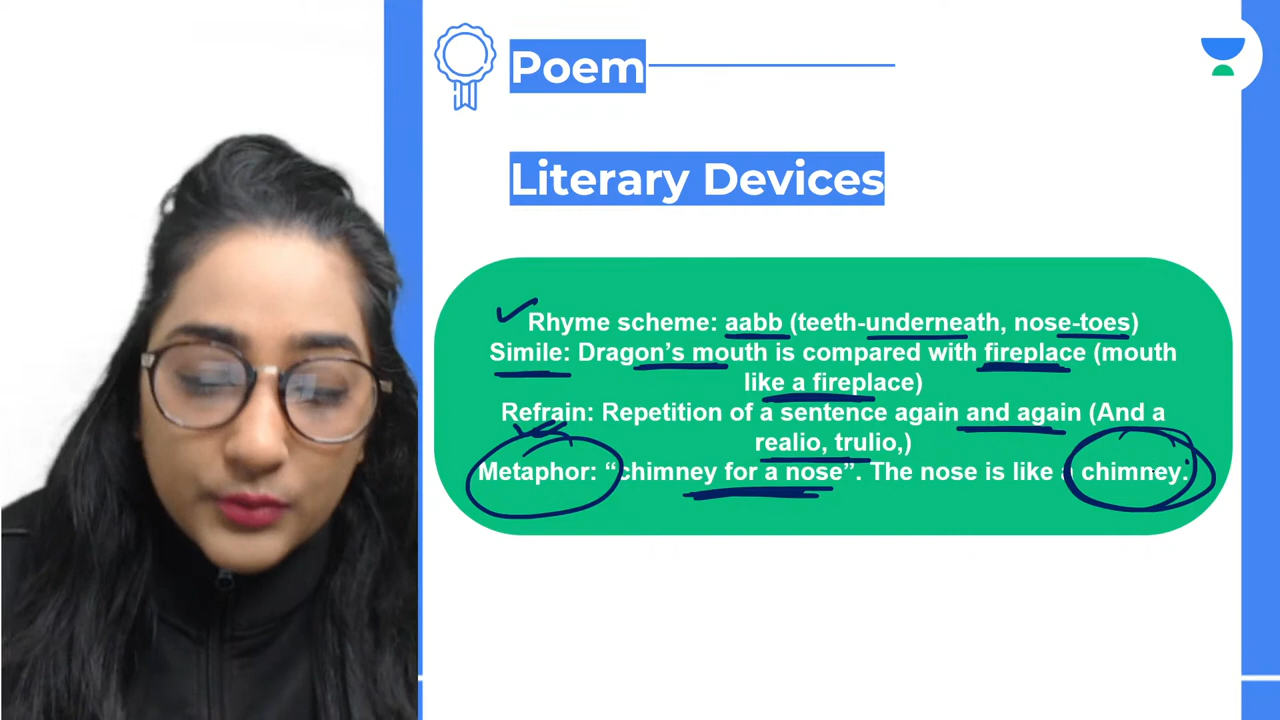 Poem
Literary Devices
Rhyme scheme: aabb (teeth-underneath, nose-toes)
Simile: Dragon's mouth is compared with fireplace (mouth
like a fireplace)
Refrain: Repetition of a sentence again and again (And a
realio, trulio,)
Metaphor: “chimney for a nose”. The nose is like a chimney.